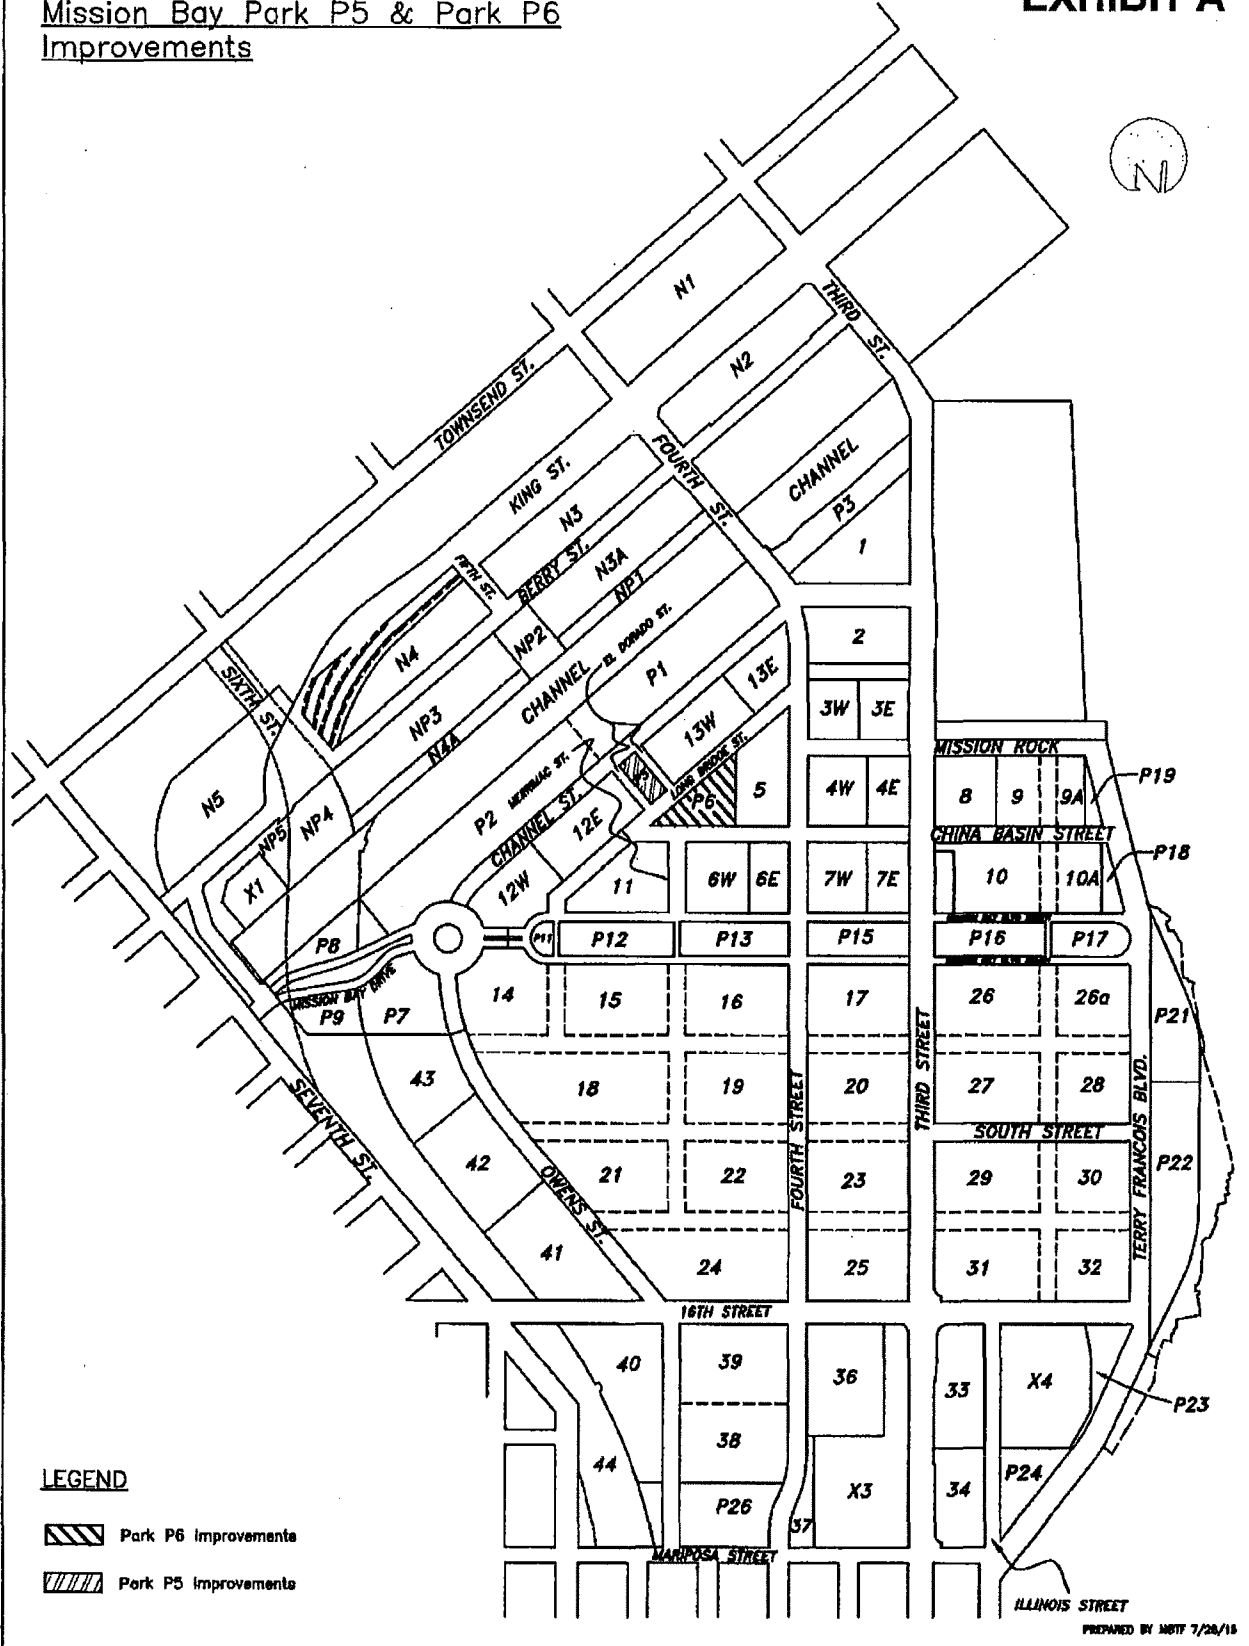 Mission Bay Park P5 & Park P6
Improvements
EXHIBIT A
N
N1
THIRD ST.
N2
TOWNSEND ST.
FOURTH ST.
CHANNEL
KING ST.
P3
N3
1
BERRY ST.
FIFTH ST.
N3A
NP1
2
NP2
EL DORADO ST.
N4
CHANNEL
P1
13E
SIXTH ST.
3W
3E
NP3
13W
N4A
LONG BRIDGE ST.
MISSION ROCK
MERRIMAC ST.
P19
P6
5
4W
4E
8
9
9A
N5
P2
CHANNEL ST.
12E
NP4
CHINA BASIN STREET
NP5
P18
X1
12W
11
6W
6E
7W
7E
10
10A
P8
P11
P12
P13
P15
P16
P17
MISSION BAY DRIVE
14
15
16
17
26
26a
P9
P7
P21
THIRD STREET
43
18
19
20
27
28
SEVENTH ST.
FOURTH STREET
TERRY FRANCOIS BLVD.
SOUTH STREET
42
OWENS ST.
21
22
23
29
30
P22
41
24
25
31
32
16TH STREET
40
39
36
33
X4
P23
38
44
P24
LEGEND
X3
34
P26
37
Park P6 Improvements
MARIPOSA STREET
Park P5 Improvements
ILLINOIS STREET
PREPARED BY MBTF 7/28/15